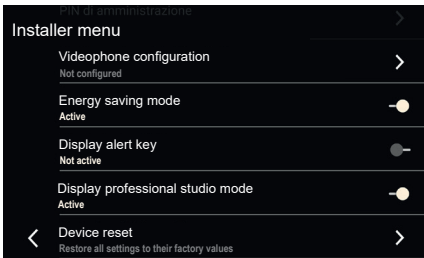 PIN di amministrazione
Installer menu
Videophone configuration
Not configured
Energy saving mode
Active
Display alert key
Not active
Display professional studio mode
Active
Device reset
Restore all settings to their factory values